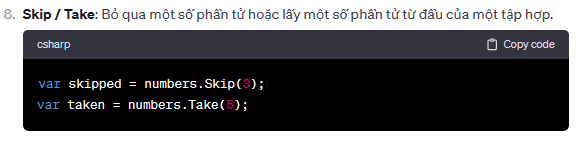 8. Skip / Take: Bỏ qua một số phần tử hoặc lấy một số phần tử từ đầu của một tập hợp.
csharp Copy code
var skipped = numbers.Skip(3);
var taken = numbers.Take(5);